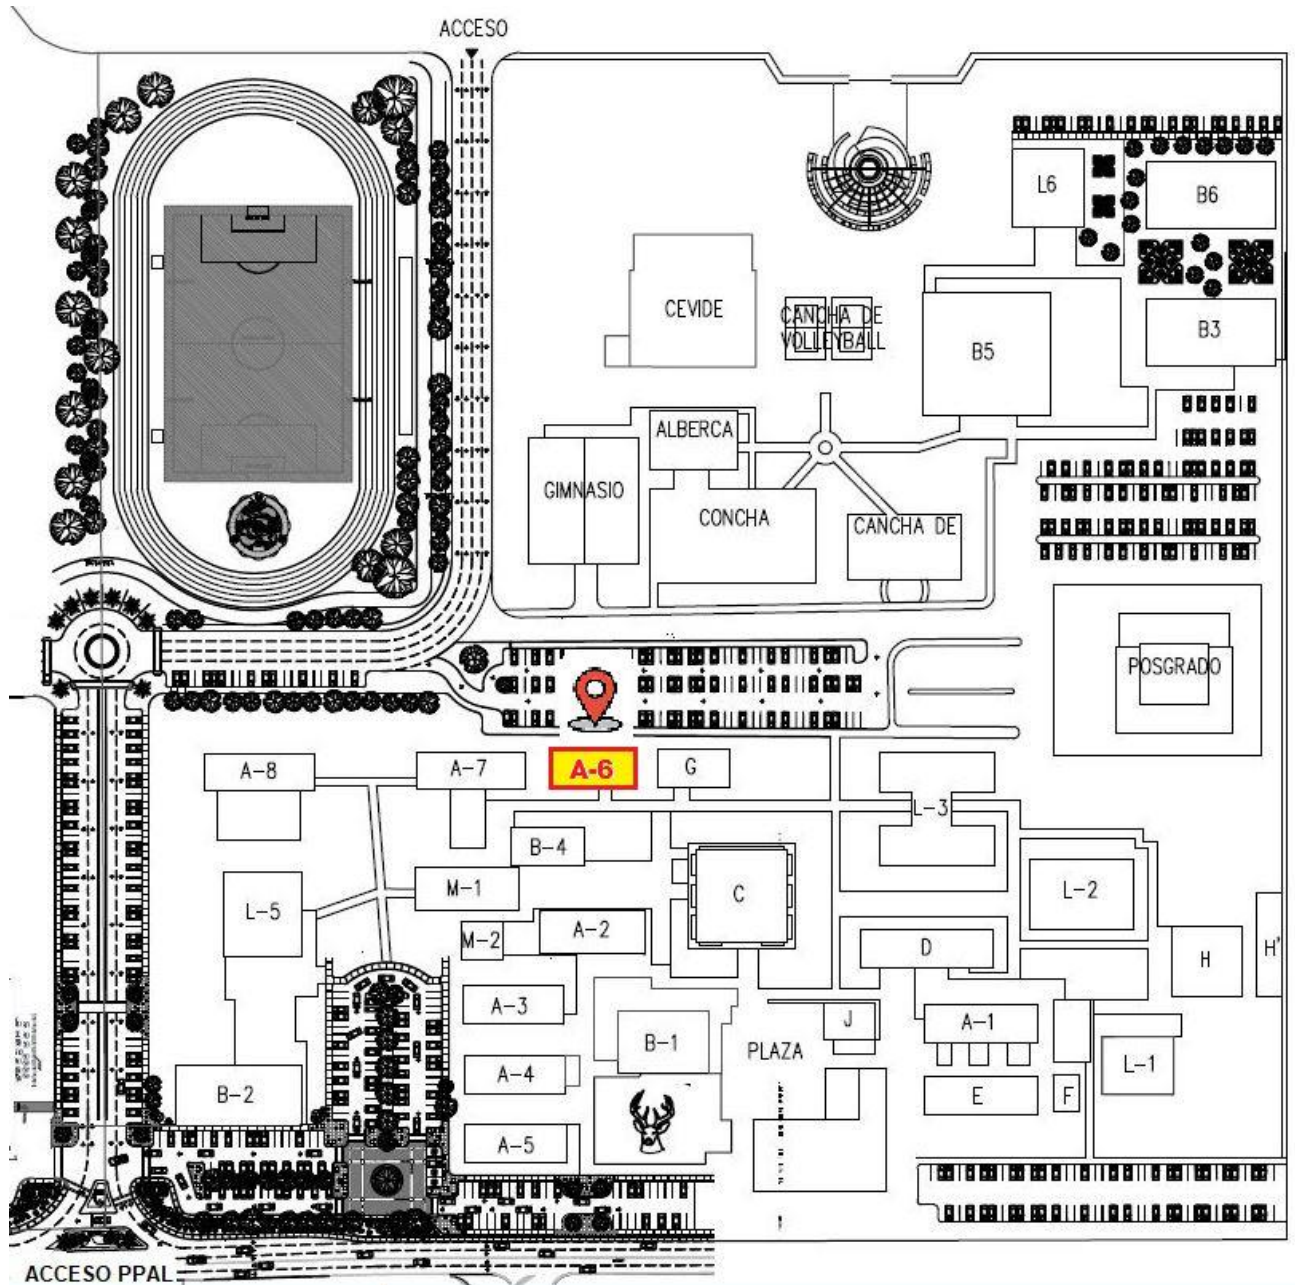 ACCESO
L6
B6
CEVIDE
CANCHA DE
VOLLEYBALL
B5
B3
ALBERCA
GIMNASIO
CONCHA
CANCHA DE
POSGRADO
A-8
A-7
A-6
G
L-3
B-4
M-1
L-5
C
L-2
M-2
A-2
D
H
H'
A-3
B-1
J
PLAZA
A-1
L-1
A-4
B-2
E
F
A-5
ACCESO PPAL